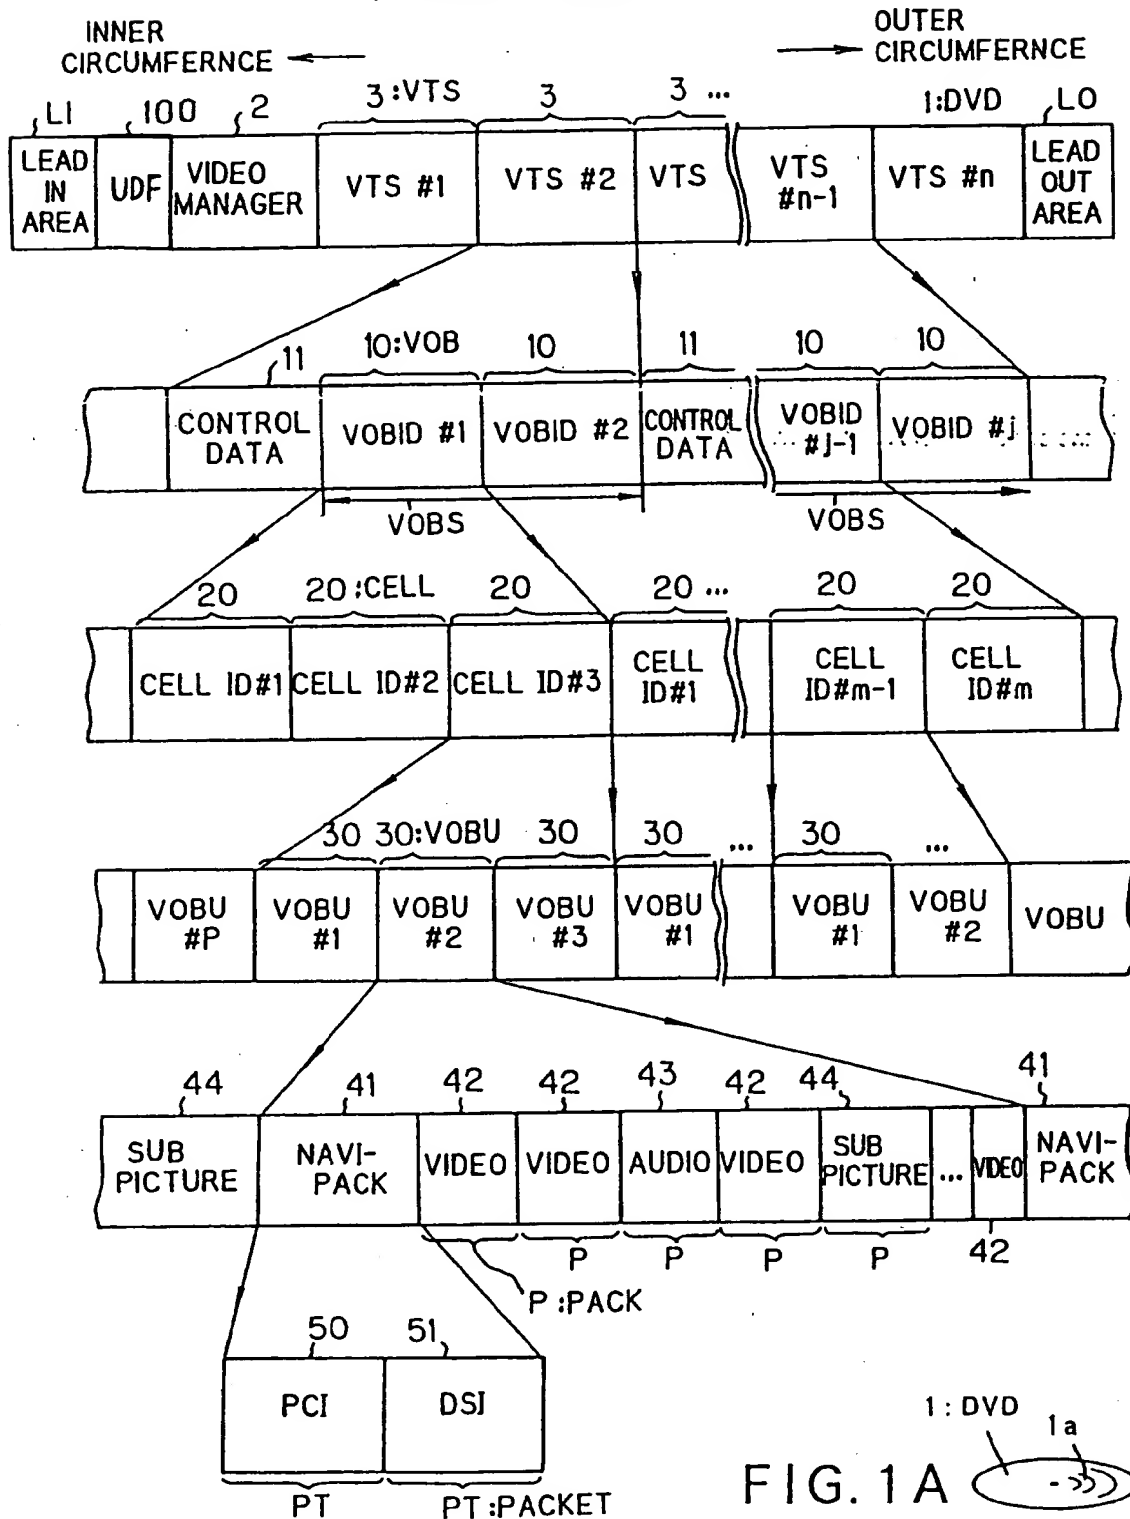 INNER
CIRCUMFERNCE
OUTER
CIRCUMFERNCE
3:VTS 3 3 ... 1:DVD LO
LI 100 2
LEAD IN AREA
UDF
VIDEO MANAGER
VTS #1
VTS #2
VTS
VTS #n-1
VTS #n
LEAD OUT AREA
11 10:VOB 10 11 10 10
CONTROL DATA
VOBID #1
VOBID #2
CONTROL DATA
VOBID #j-1
VOBID #j
VOBS VOBS
20 20:CELL 20 20 ... 20 20
CELL ID#1
CELL ID#2
CELL ID#3
CELL ID#1
CELL ID#m-1
CELL ID#m
30 30:VOBU 30 30 ... 30 ...
VOBU #P
VOBU #1
VOBU #2
VOBU #3
VOBU #1
VOBU #1
VOBU #2
VOBU
44 41 42 42 43 42 44 41
SUB PICTURE
NAVI-PACK
VIDEO
VIDEO
AUDIO
VIDEO
SUB PICTURE
...
VIDEO
NAVI-PACK
P P P P 42
P:PACK
50 51
PCI
DSI
PT PT:PACKET
1:DVD 1a
FIG. 1A